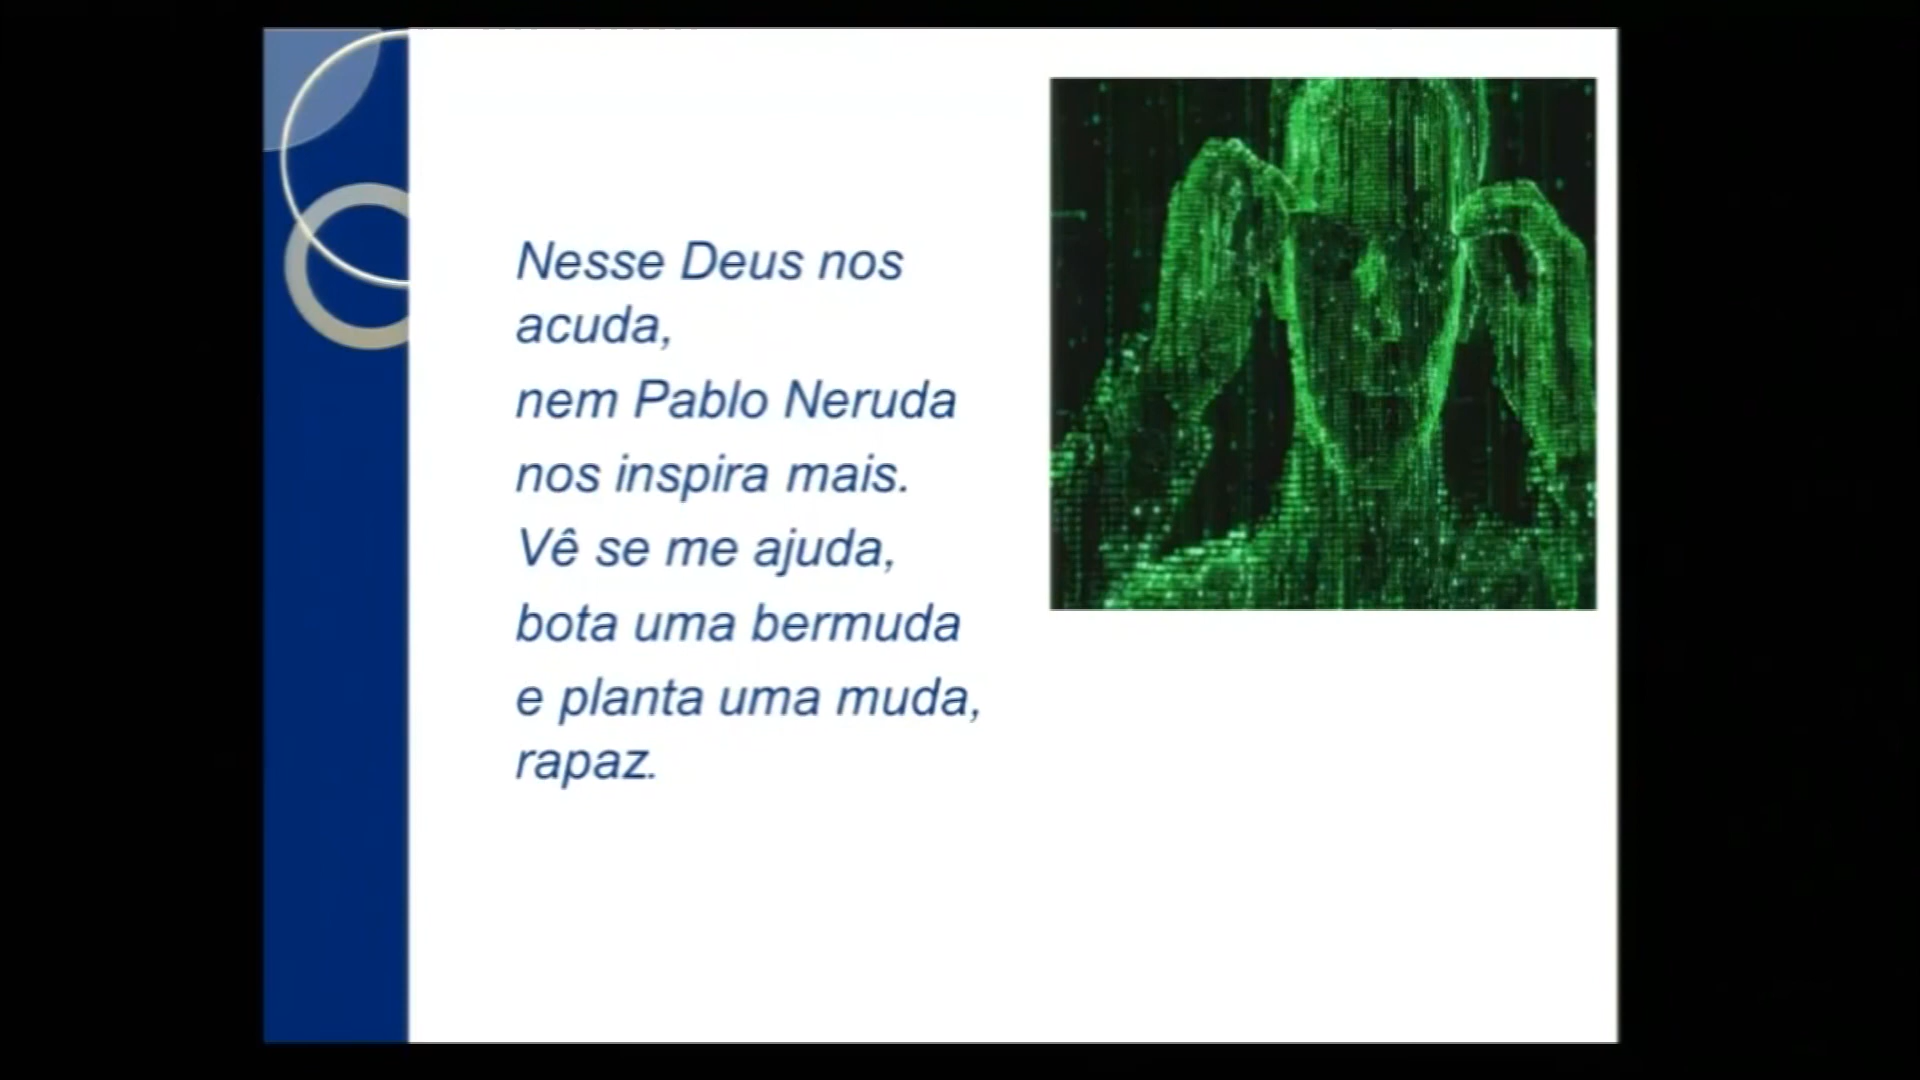 Nesse Deus nos
acuda,
nem Pablo Neruda
nos inspira mais.
Vê se me ajuda,
bota uma bermuda
e planta uma muda,
rapaz.